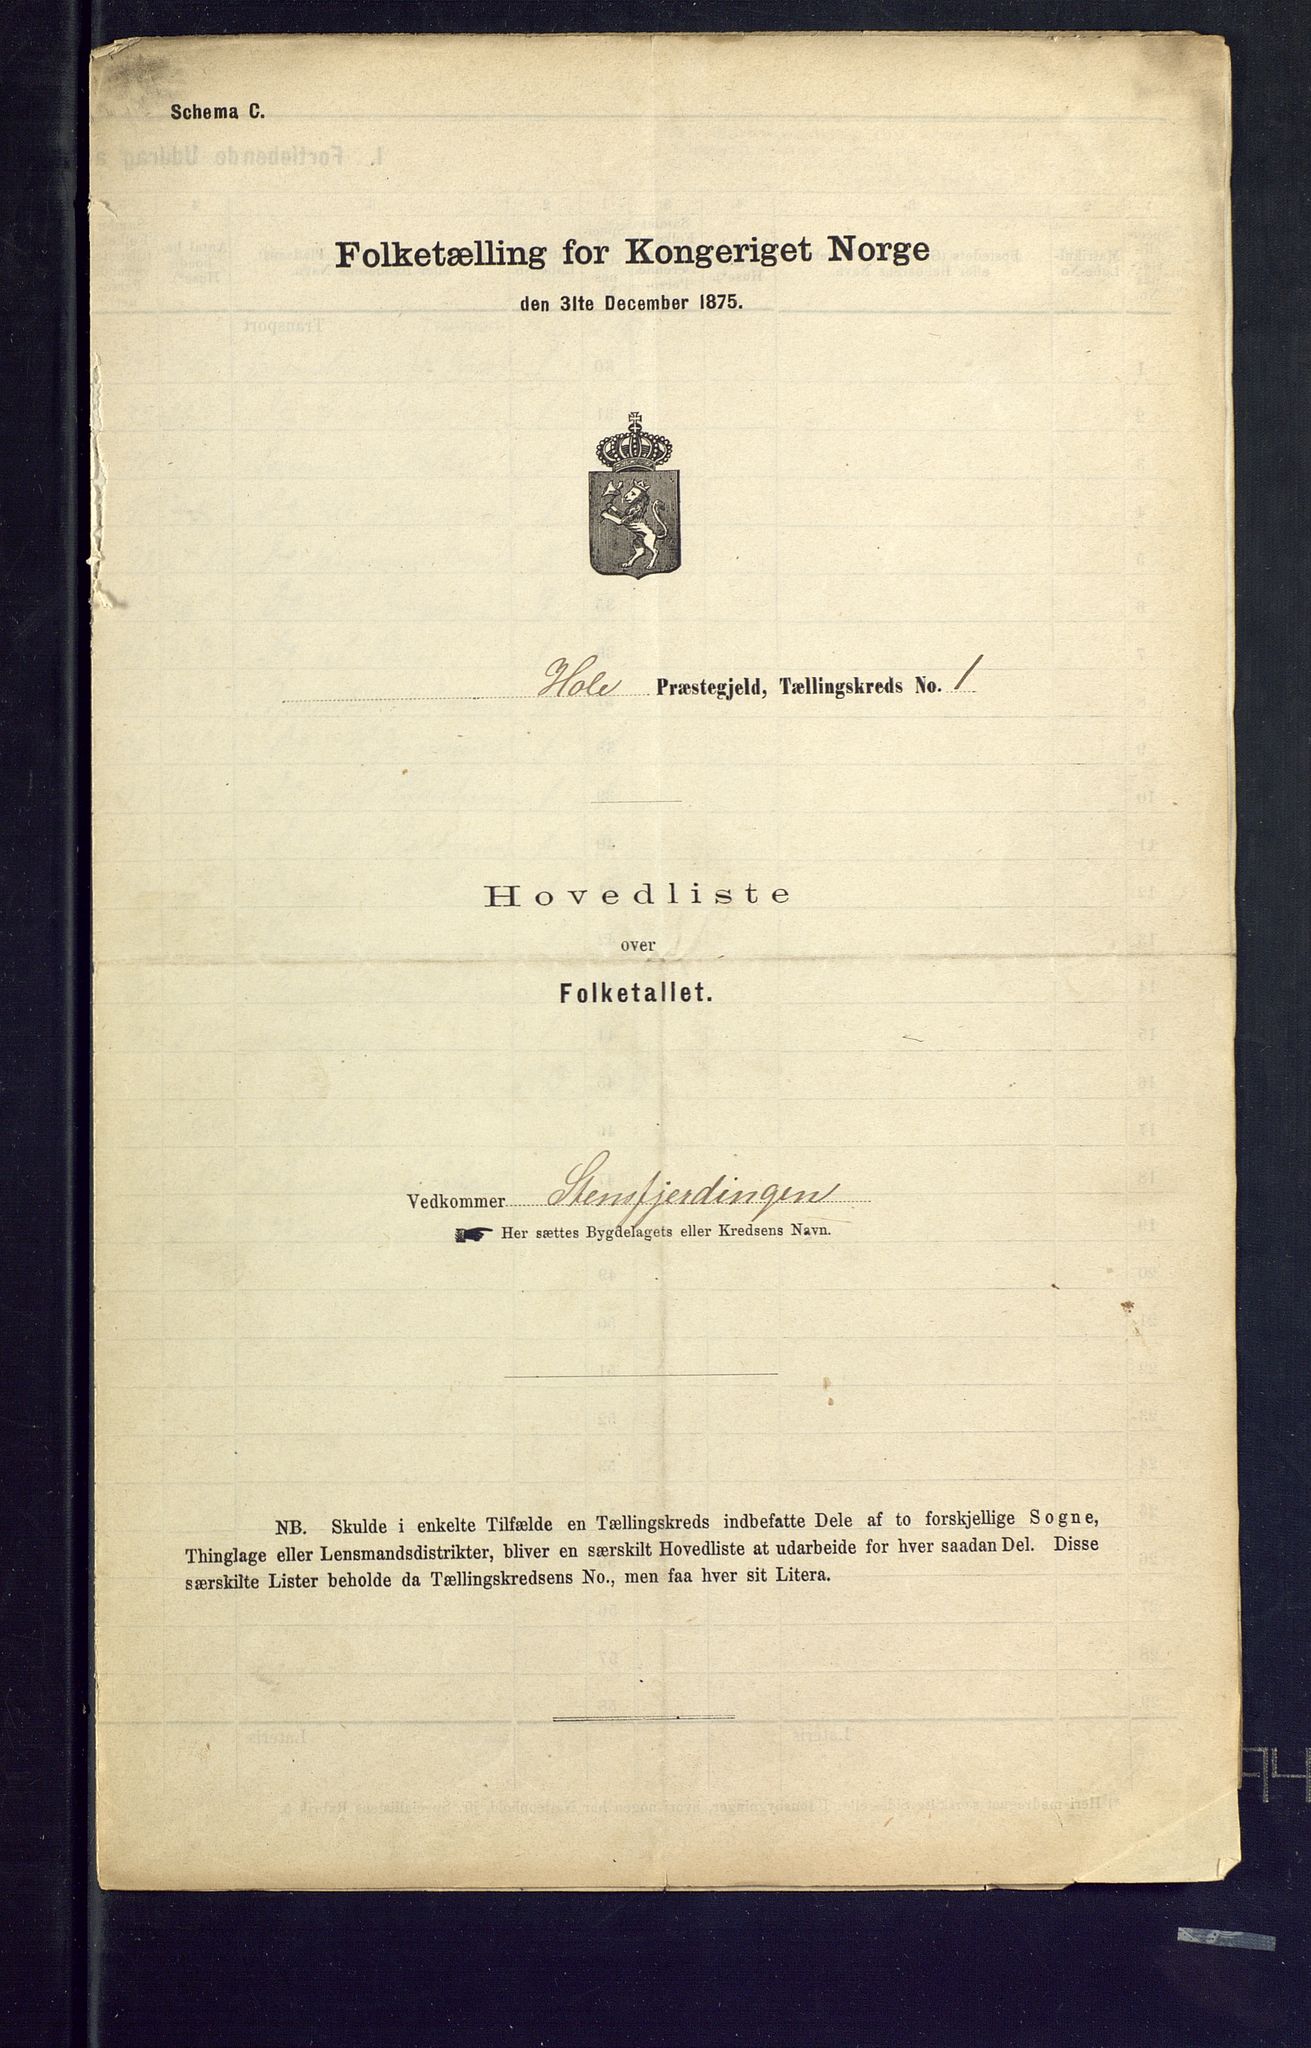 Schema C.
Folketælling for Kongeriget Norge
den 31te December 1875.
Hole Præstegjeld, Tællingskreds No. 1
Hovedliste
over
Folketallet.
Vedkommer Stensfjerdingen
Her sættes Bygdelagets eller Kredsens Navn.
NB. Skulde i enkelte Tilfælde en Tællingskreds indbefatte Dele af to forskjellige Sogne,
Thinglage eller Lensmandsdistrikter, bliver en særskilt Hovedliste at udarbeide for hver saadan Del. Disse
særskilte Lister beholde da Tællingskredsens No., men faa hver sit Litera.